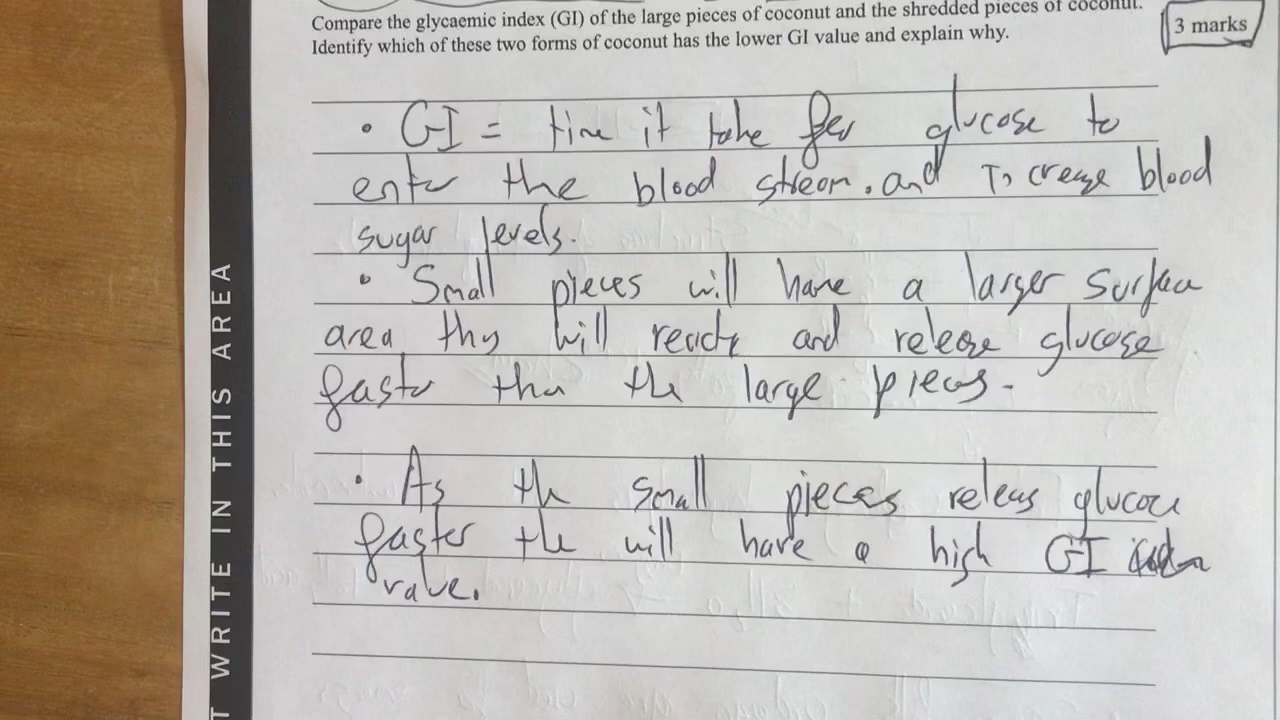 Compare the glycaemic index (GI) of the large pieces of coconut and the shredded pieces of coconut.
Identify which of these two forms of coconut has the lower GI value and explain why.
3 marks
• GI = time it take for glucose to
enter the blood stream. and increase blood
sugar levels.
• Small pieces will have a larger surface
area, thus will reacte and release glucose
faster than the large pieces.
• As the small pieces releas glucose
faster the will have a high GI
value.
T WRITE IN THIS AREA